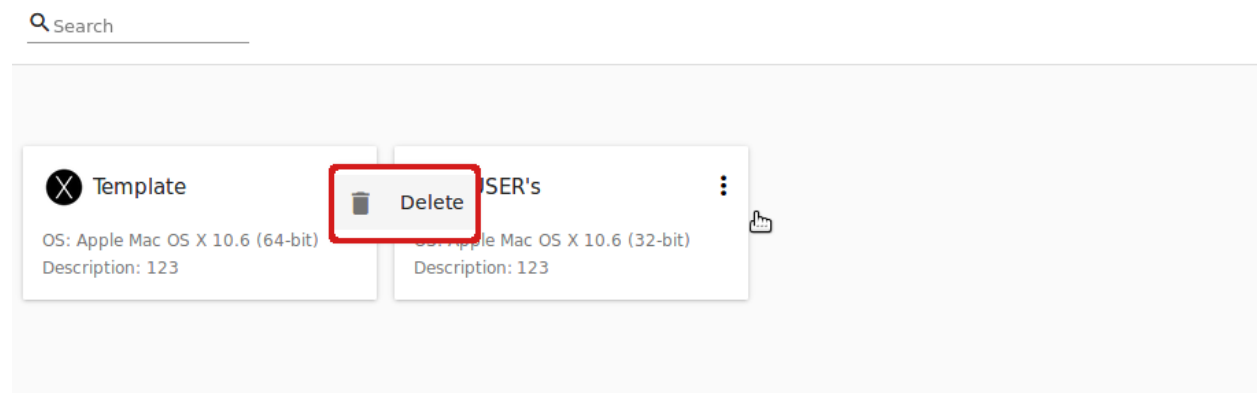 Search
Template
Delete
USER's
OS: Apple Mac OS X 10.6 (64-bit)
OS: Apple Mac OS X 10.6 (32-bit)
Description: 123
Description: 123